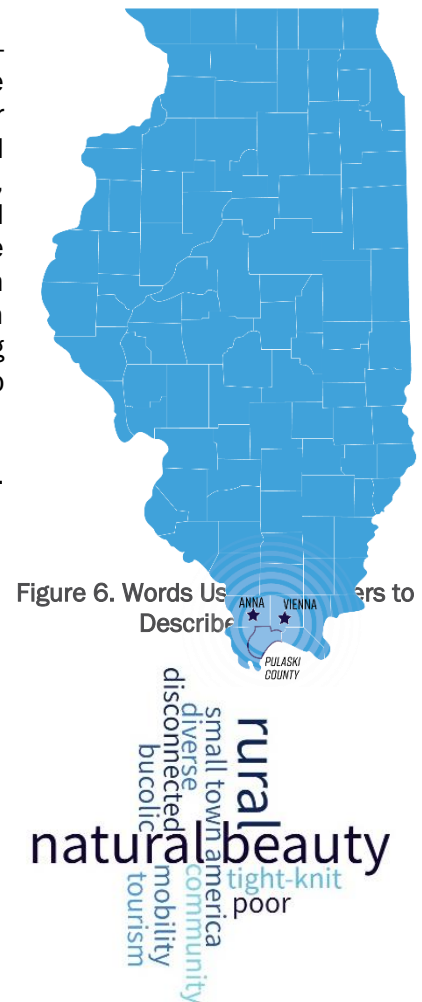 e
r
d
,
d
e
n
n
g
o
.
Figure 6. Words Us ers to
Describe
ANNA
VIENNA
PULASKI
COUNTY
disconnected
diverse
small town america
rural
bucolic
natural beauty
tourism
mobility
community
tight-knit
poor